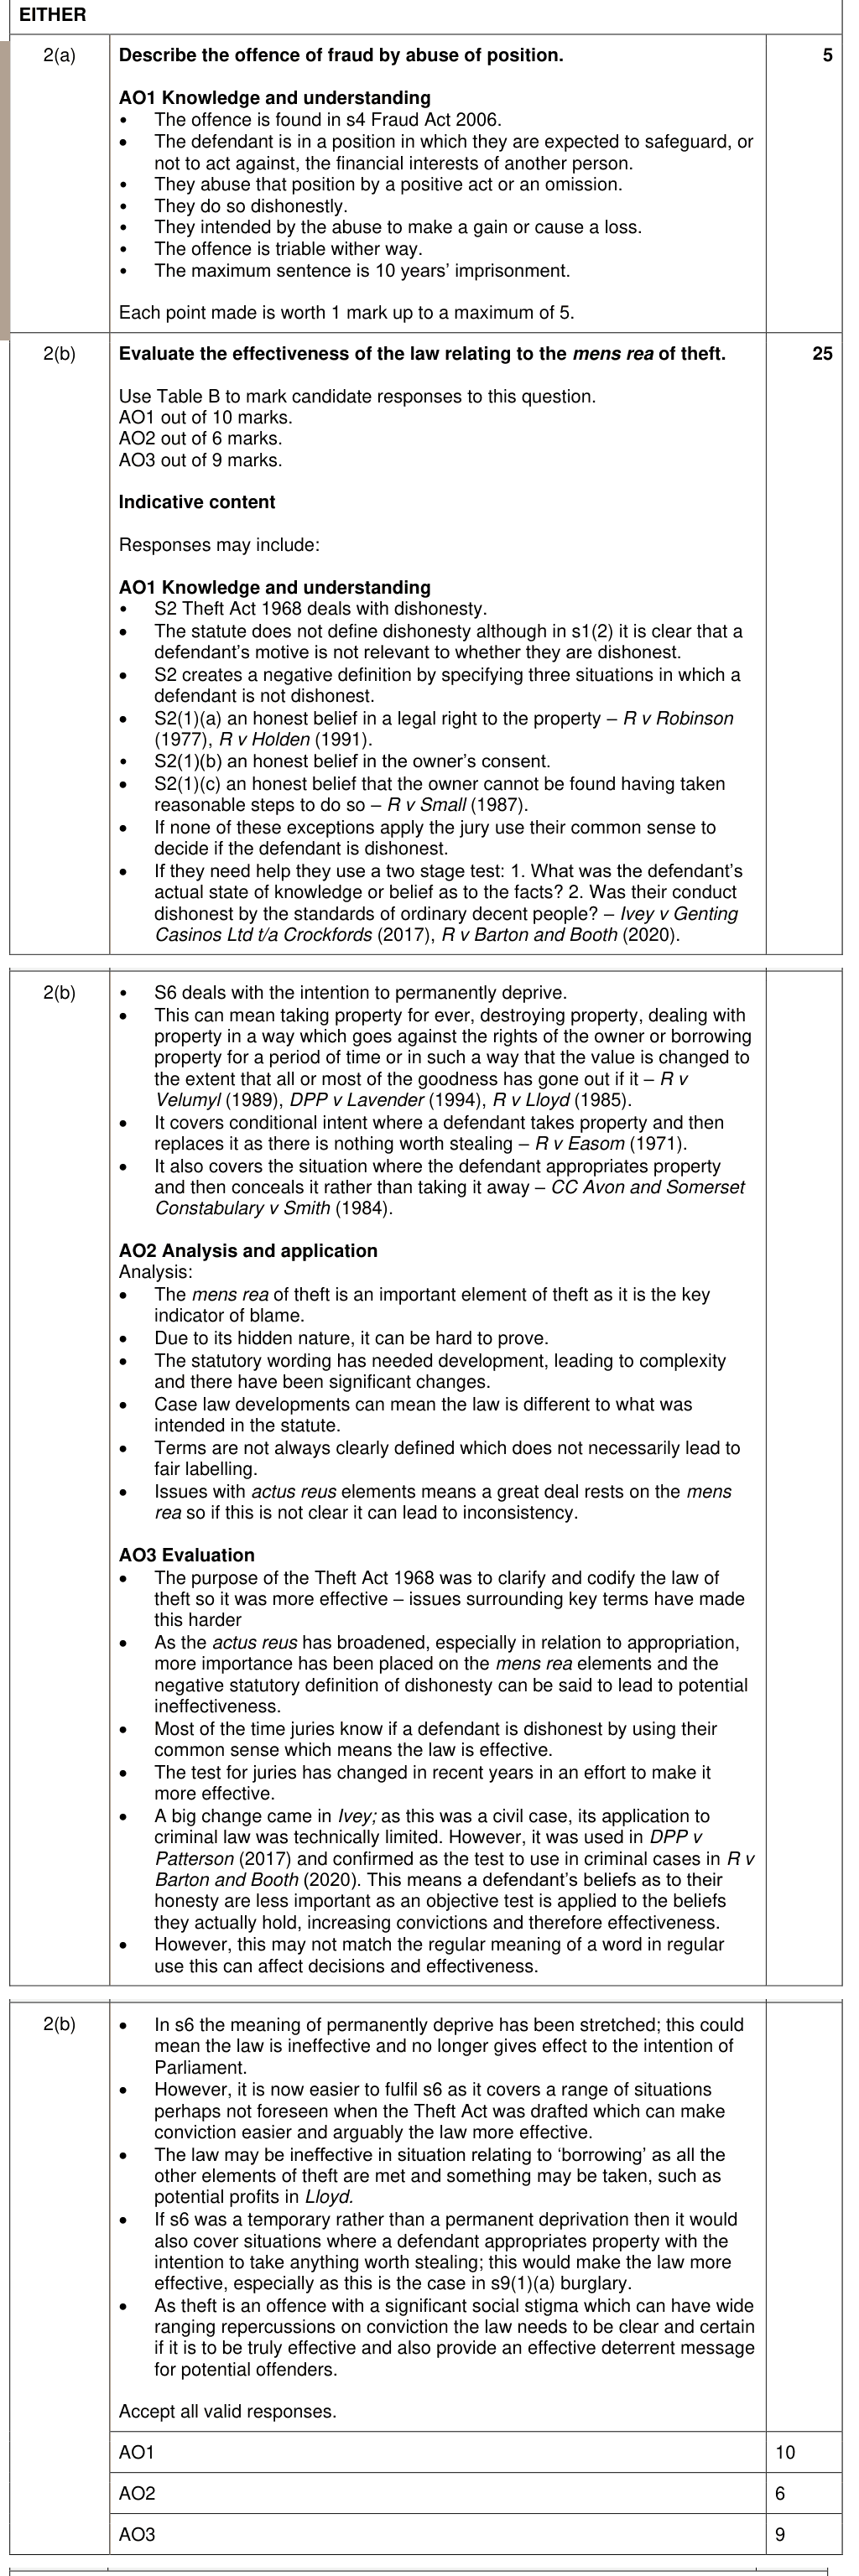 EITHER
2(a)
Describe the offence of fraud by abuse of position.
5
AO1 Knowledge and understanding
• The offence is found in s4 Fraud Act 2006.
• The defendant is in a position in which they are expected to safeguard, or
not to act against, the financial interests of another person.
• They abuse that position by a positive act or an omission.
• They do so dishonestly.
• They intended by the abuse to make a gain or cause a loss.
• The offence is triable wither way.
• The maximum sentence is 10 years’ imprisonment.
Each point made is worth 1 mark up to a maximum of 5.
2(b)
Evaluate the effectiveness of the law relating to the mens rea of theft.
25
Use Table B to mark candidate responses to this question.
AO1 out of 10 marks.
AO2 out of 6 marks.
AO3 out of 9 marks.
Indicative content
Responses may include:
AO1 Knowledge and understanding
• S2 Theft Act 1968 deals with dishonesty.
• The statute does not define dishonesty although in s1(2) it is clear that a
defendant’s motive is not relevant to whether they are dishonest.
• S2 creates a negative definition by specifying three situations in which a
defendant is not dishonest.
• S2(1)(a) an honest belief in a legal right to the property – R v Robinson
(1977), R v Holden (1991).
• S2(1)(b) an honest belief in the owner’s consent.
• S2(1)(c) an honest belief that the owner cannot be found having taken
reasonable steps to do so – R v Small (1987).
• If none of these exceptions apply the jury use their common sense to
decide if the defendant is dishonest.
• If they need help they use a two stage test: 1. What was the defendant’s
actual state of knowledge or belief as to the facts? 2. Was their conduct
dishonest by the standards of ordinary decent people? – Ivey v Genting
Casinos Ltd t/a Crockfords (2017), R v Barton and Booth (2020).
2(b)
• S6 deals with the intention to permanently deprive.
• This can mean taking property for ever, destroying property, dealing with
property in a way which goes against the rights of the owner or borrowing
property for a period of time or in such a way that the value is changed to
the extent that all or most of the goodness has gone out if it – R v
Velumyl (1989), DPP v Lavender (1994), R v Lloyd (1985).
• It covers conditional intent where a defendant takes property and then
replaces it as there is nothing worth stealing – R v Easom (1971).
• It also covers the situation where the defendant appropriates property
and then conceals it rather than taking it away – CC Avon and Somerset
Constabulary v Smith (1984).
AO2 Analysis and application
Analysis:
• The mens rea of theft is an important element of theft as it is the key
indicator of blame.
• Due to its hidden nature, it can be hard to prove.
• The statutory wording has needed development, leading to complexity
and there have been significant changes.
• Case law developments can mean the law is different to what was
intended in the statute.
• Terms are not always clearly defined which does not necessarily lead to
fair labelling.
• Issues with actus reus elements means a great deal rests on the mens
rea so if this is not clear it can lead to inconsistency.
AO3 Evaluation
• The purpose of the Theft Act 1968 was to clarify and codify the law of
theft so it was more effective – issues surrounding key terms have made
this harder
• As the actus reus has broadened, especially in relation to appropriation,
more importance has been placed on the mens rea elements and the
negative statutory definition of dishonesty can be said to lead to potential
ineffectiveness.
• Most of the time juries know if a defendant is dishonest by using their
common sense which means the law is effective.
• The test for juries has changed in recent years in an effort to make it
more effective.
• A big change came in Ivey; as this was a civil case, its application to
criminal law was technically limited. However, it was used in DPP v
Patterson (2017) and confirmed as the test to use in criminal cases in R v
Barton and Booth (2020). This means a defendant’s beliefs as to their
honesty are less important as an objective test is applied to the beliefs
they actually hold, increasing convictions and therefore effectiveness.
• However, this may not match the regular meaning of a word in regular
use this can affect decisions and effectiveness.
2(b)
• In s6 the meaning of permanently deprive has been stretched; this could
mean the law is ineffective and no longer gives effect to the intention of
Parliament.
• However, it is now easier to fulfil s6 as it covers a range of situations
perhaps not foreseen when the Theft Act was drafted which can make
conviction easier and arguably the law more effective.
• The law may be ineffective in situation relating to ‘borrowing’ as all the
other elements of theft are met and something may be taken, such as
potential profits in Lloyd.
• If s6 was a temporary rather than a permanent deprivation then it would
also cover situations where a defendant appropriates property with the
intention to take anything worth stealing; this would make the law more
effective, especially as this is the case in s9(1)(a) burglary.
• As theft is an offence with a significant social stigma which can have wide
ranging repercussions on conviction the law needs to be clear and certain
if it is to be truly effective and also provide an effective deterrent message
for potential offenders.
Accept all valid responses.
AO1 10
AO2 6
AO3 9